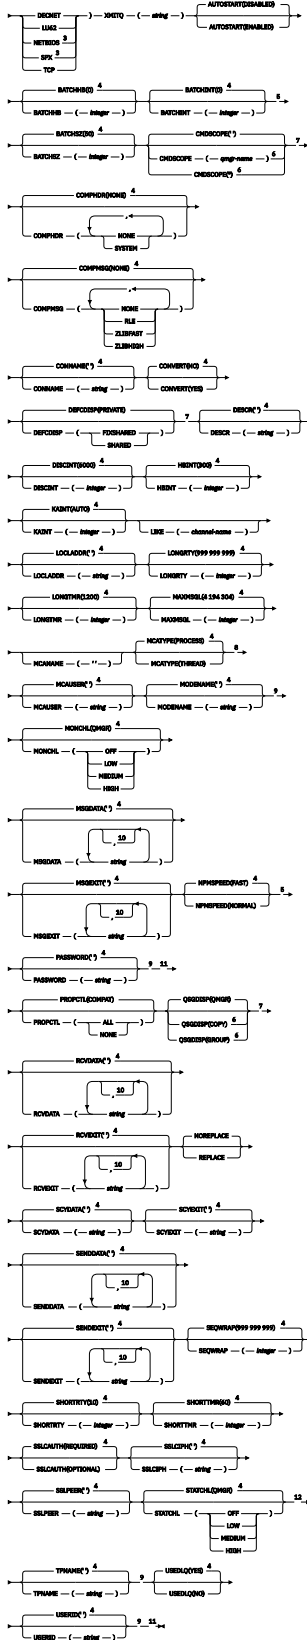 DECNET ) XMITQ ( string ) AUTOSTART(DISABLED)
LU62 AUTOSTART(ENABLED)
NETBIOS 3
SPX 3
TCP
BATCHHB(0) 4 BATCHINT(0) 4
BATCHHB ( integer ) BATCHINT ( integer ) 5
BATCHSZ(50) 4 CMDSCOPE(' ') 7
BATCHSZ ( integer ) CMDSCOPE ( qmgr-name ) 6
CMDSCOPE(*) 6
COMPHDR(NONE) 4
,
COMPHDR ( NONE )
SYSTEM
COMPMSG(NONE) 4
,
COMPMSG ( NONE )
RLE
ZLIBFAST
ZLIBHIGH
CONNAME(' ') 4 CONVERT(NO) 4
CONNAME ( string ) CONVERT(YES)
DEFCDISP(PRIVATE) 7 DESCR(' ') 4
DEFCDISP ( FIXSHARED ) DESCR ( string )
SHARED
DISCINT(6000) 4 HBINT(300) 4
DISCINT ( integer ) HBINT ( integer )
KAINT(AUTO) 4
KAINT ( integer ) LIKE ( channel-name )
LOCLADDR(' ') 4 LONGRTY(999 999 999) 4
LOCLADDR ( string ) LONGRTY ( integer )
LONGTMR(1200) 4 MAXMSGL(4 194 304) 4
LONGTMR ( integer ) MAXMSGL ( integer )
MCATYPE(PROCESS) 4 8
MCANAME ( ' ' ) MCATYPE(THREAD)
MCAUSER(' ') 4 MODENAME(' ') 4 9
MCAUSER ( string ) MODENAME ( string )
MONCHL(QMGR) 4
MONCHL ( OFF )
LOW
MEDIUM
HIGH
MSGDATA(' ') 4
, 10
MSGDATA ( string )
MSGEXIT(' ') 4 NPMSPEED(FAST) 4 5
, 10 NPMSPEED(NORMAL)
MSGEXIT ( string )
PASSWORD(' ') 4 9 11
PASSWORD ( string )
PROPCTL(COMPAT) 4 QSGDISP(QMGR) 7
PROPCTL ( ALL ) QSGDISP(COPY) 6
NONE QSGDISP(GROUP) 6
RCVDATA(' ') 4
, 10
RCVDATA ( string )
RCVEXIT(' ') 4 NOREPLACE
, 10 REPLACE
RCVEXIT ( string )
SCYDATA(' ') 4 SCYEXIT(' ') 4
SCYDATA ( string ) SCYEXIT ( string )
SENDDATA(' ') 4
, 10
SENDDATA ( string )
SENDEXIT(' ') 4 SEQWRAP(999 999 999) 4
, 10 SEQWRAP ( integer )
SENDEXIT ( string )
SHORTRTY(10) 4 SHORTTMR(60) 4
SHORTRTY ( integer ) SHORTTMR ( integer )
SSLCAUTH(REQUIRED) 4 SSLCIPH(' ') 4
SSLCAUTH(OPTIONAL) SSLCIPH ( string )
SSLPEER(' ') 4 STATCHL(QMGR) 4 12
SSLPEER ( string ) STATCHL ( OFF )
LOW
MEDIUM
HIGH
TPNAME(' ') 4 9 USEDLQ(YES) 4
TPNAME ( string ) USEDLQ(NO)
USERID(' ') 4 9 11
USERID ( string )